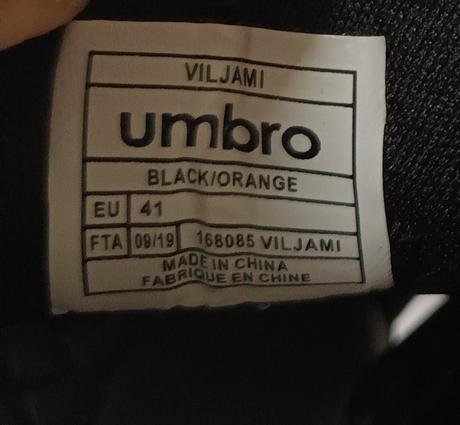 VILJAMI
umbro
BLACK/ORANGE
EU 41
FTA 09/19 168085 VILJAMI
MADE IN CHINA
FABRIQUE EN CHINE